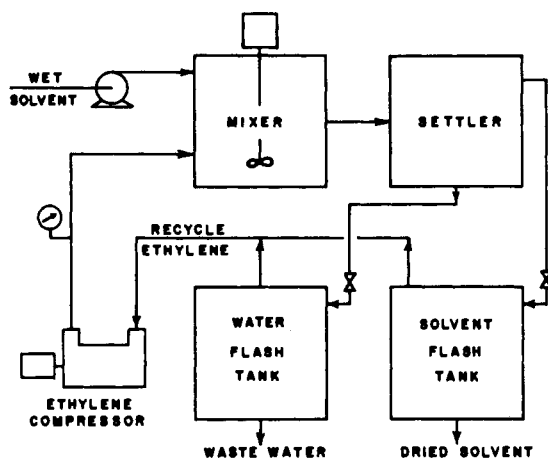 WET
SOLVENT
MIXER
SETTLER
RECYCLE
ETHYLENE
WATER
FLASH
TANK
SOLVENT
FLASH
TANK
ETHYLENE
COMPRESSOR
WASTE WATER
DRIED SOLVENT